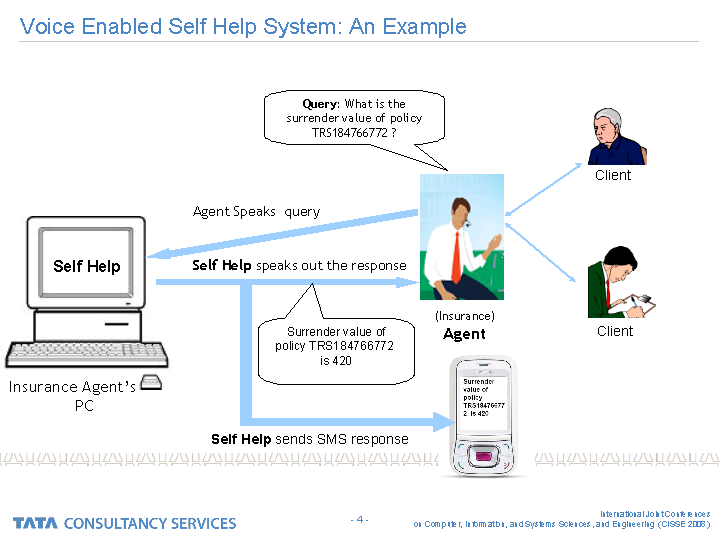 Voice Enabled Self Help System: An Example
Query: What is the
surrender value of policy
TRS184766772 ?
Client
Agent Speaks query
Self Help
Self Help speaks out the response
(Insurance)
Agent
Client
Surrender value of
policy TRS184766772
is 420
Surrender
value of
policy
TRS18476677
2 is 420
Insurance Agent's
PC
Self Help sends SMS response
TATA CONSULTANCY SERVICES
- 4 -
International Joint Conferences
on Computer, Information, and Systems Sciences, and Engineering (CISSE 2008)